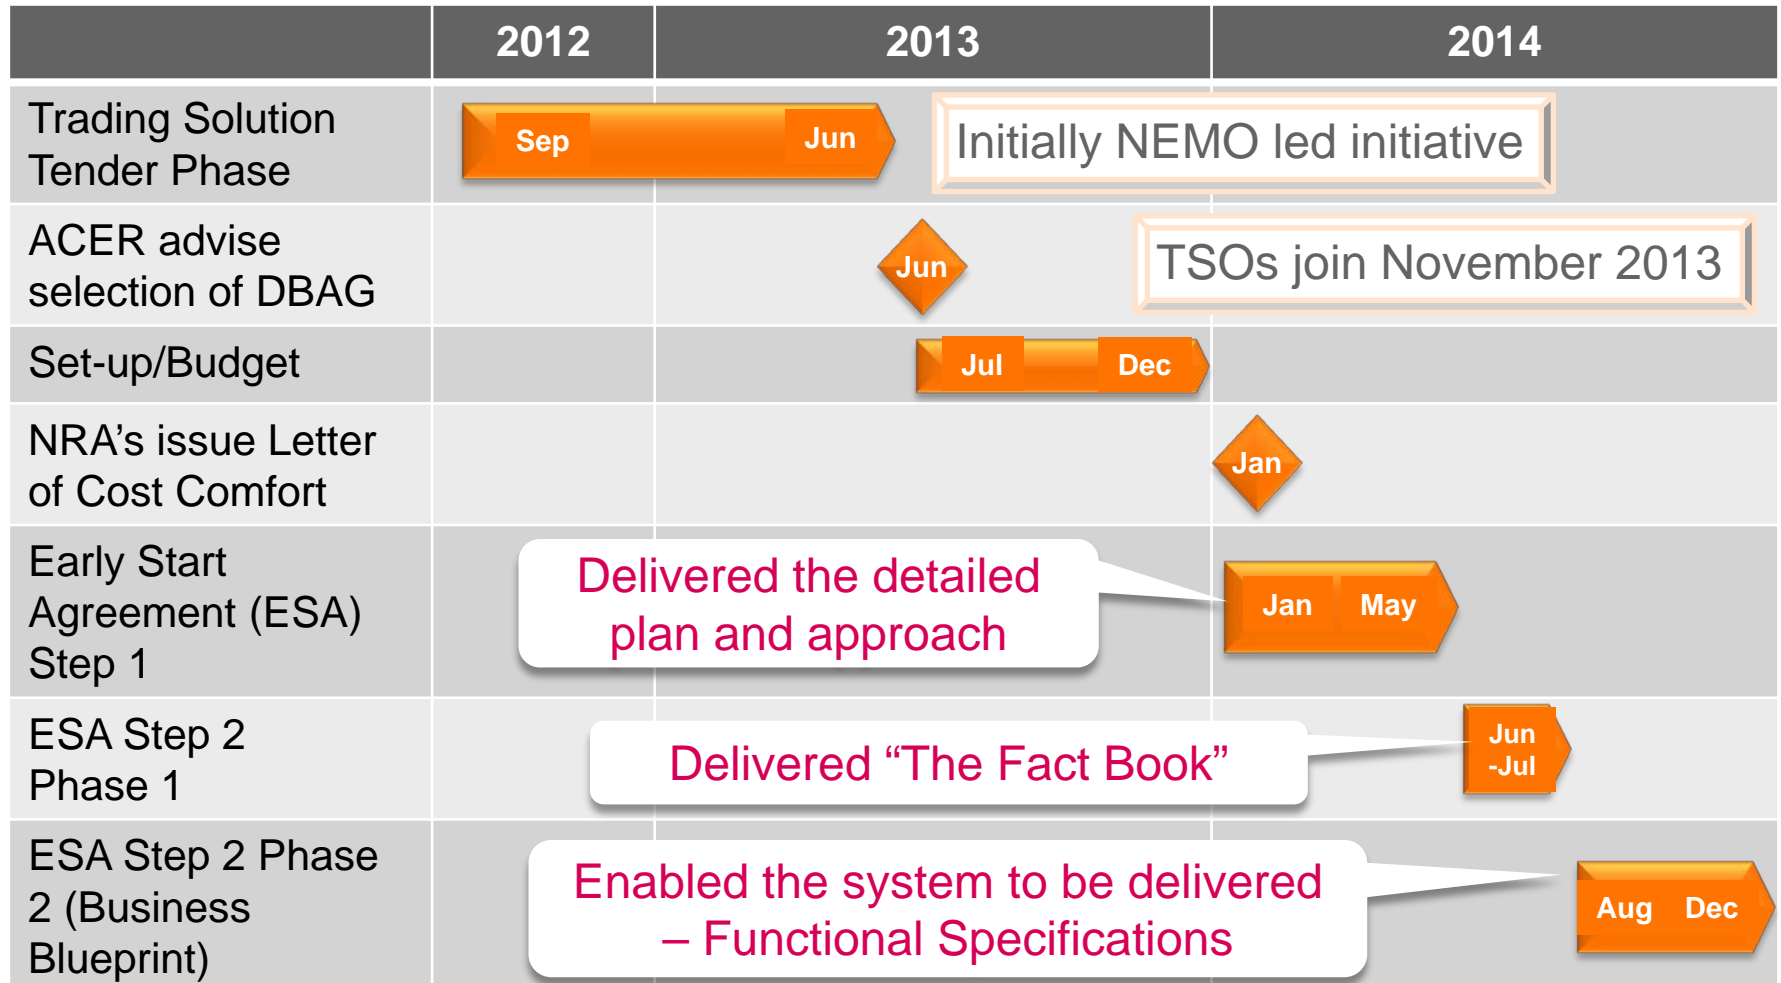 2012 2013 2014
Trading Solution
Tender Phase
Sep Jun
Initially NEMO led initiative
ACER advise
selection of DBAG
Jun
TSOs join November 2013
Set-up/Budget
Jul Dec
NRA’s issue Letter
of Cost Comfort
Jan
Early Start
Agreement (ESA)
Step 1
Delivered the detailed
plan and approach
Jan May
ESA Step 2
Phase 1
Delivered “The Fact Book”
Jun
-Jul
ESA Step 2 Phase
2 (Business
Blueprint)
Enabled the system to be delivered
– Functional Specifications
Aug Dec